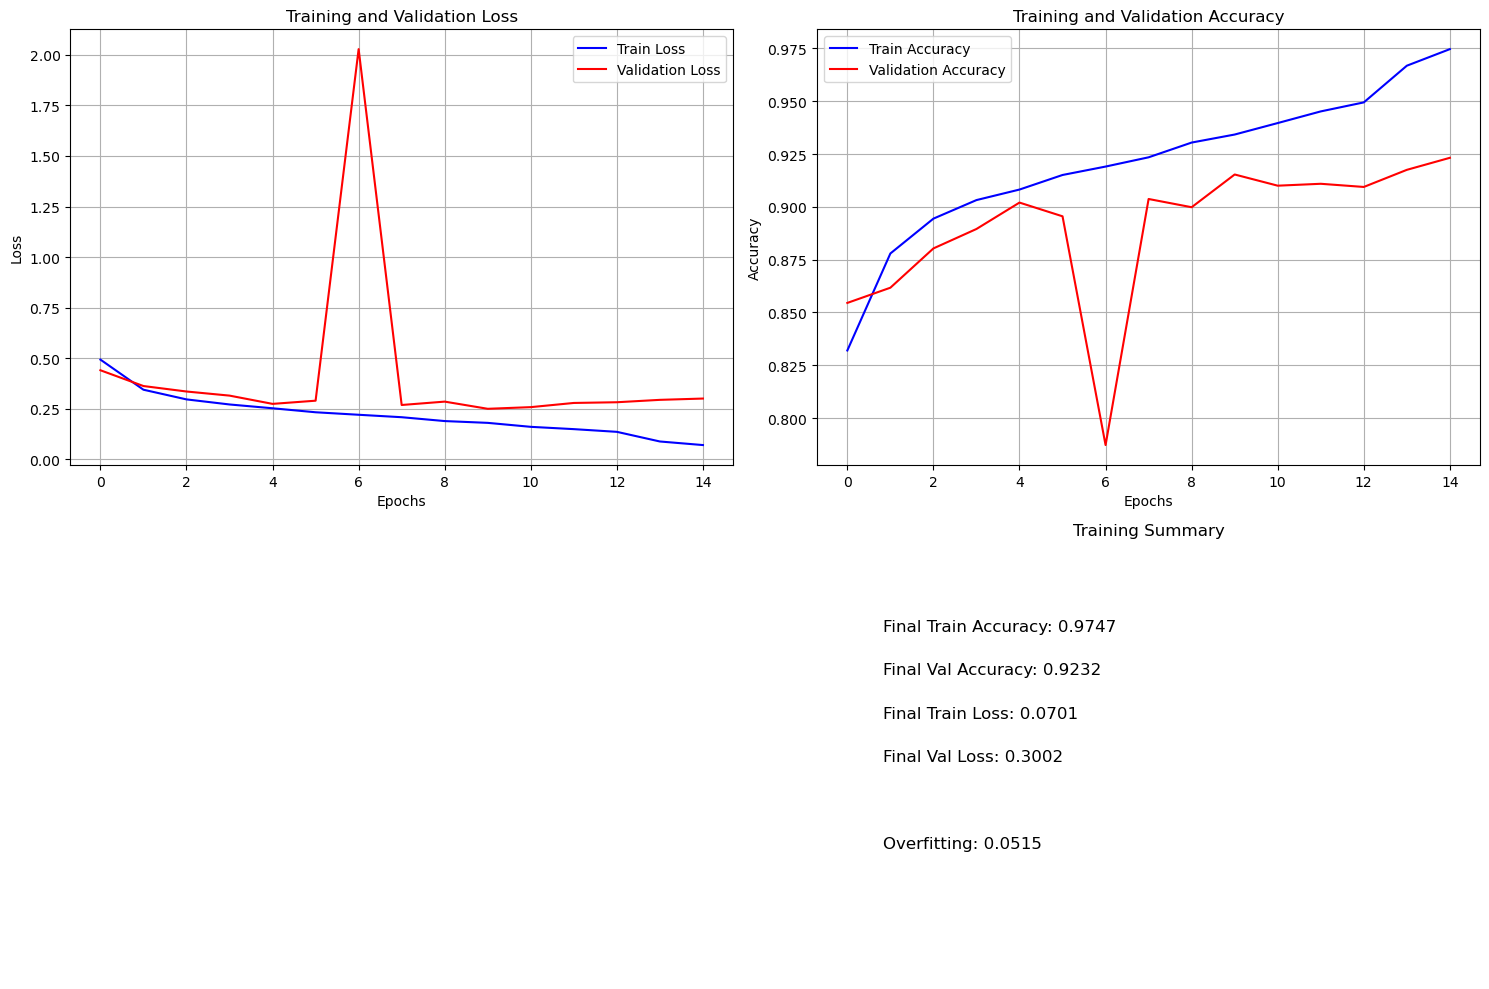 Training and Validation Loss
Train Loss
Validation Loss
2.00
1.75
1.50
1.25
1.00
0.75
0.50
0.25
0.00
Loss
0 2 4 6 8 10 12 14
Epochs
Training and Validation Accuracy
Train Accuracy
Validation Accuracy
0.975
0.950
0.925
0.900
0.875
0.850
0.825
0.800
Accuracy
0 2 4 6 8 10 12 14
Epochs
Training Summary
Final Train Accuracy: 0.9747
Final Val Accuracy: 0.9232
Final Train Loss: 0.0701
Final Val Loss: 0.3002
Overfitting: 0.0515